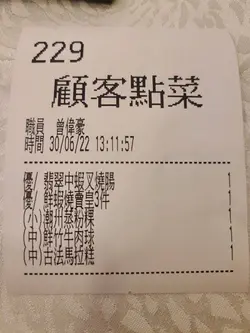 229
顧客點菜
職員 曾偉豪
時間 30/06/22 13:11:57
優/ 翡翠中蝦叉燒腸 1
優/ 鮮蝦燒賣皇3件 1
(小)潮州蒸粉粿 1
(中)鮮竹牛肉球 1
(中)古法馬拉糕 1